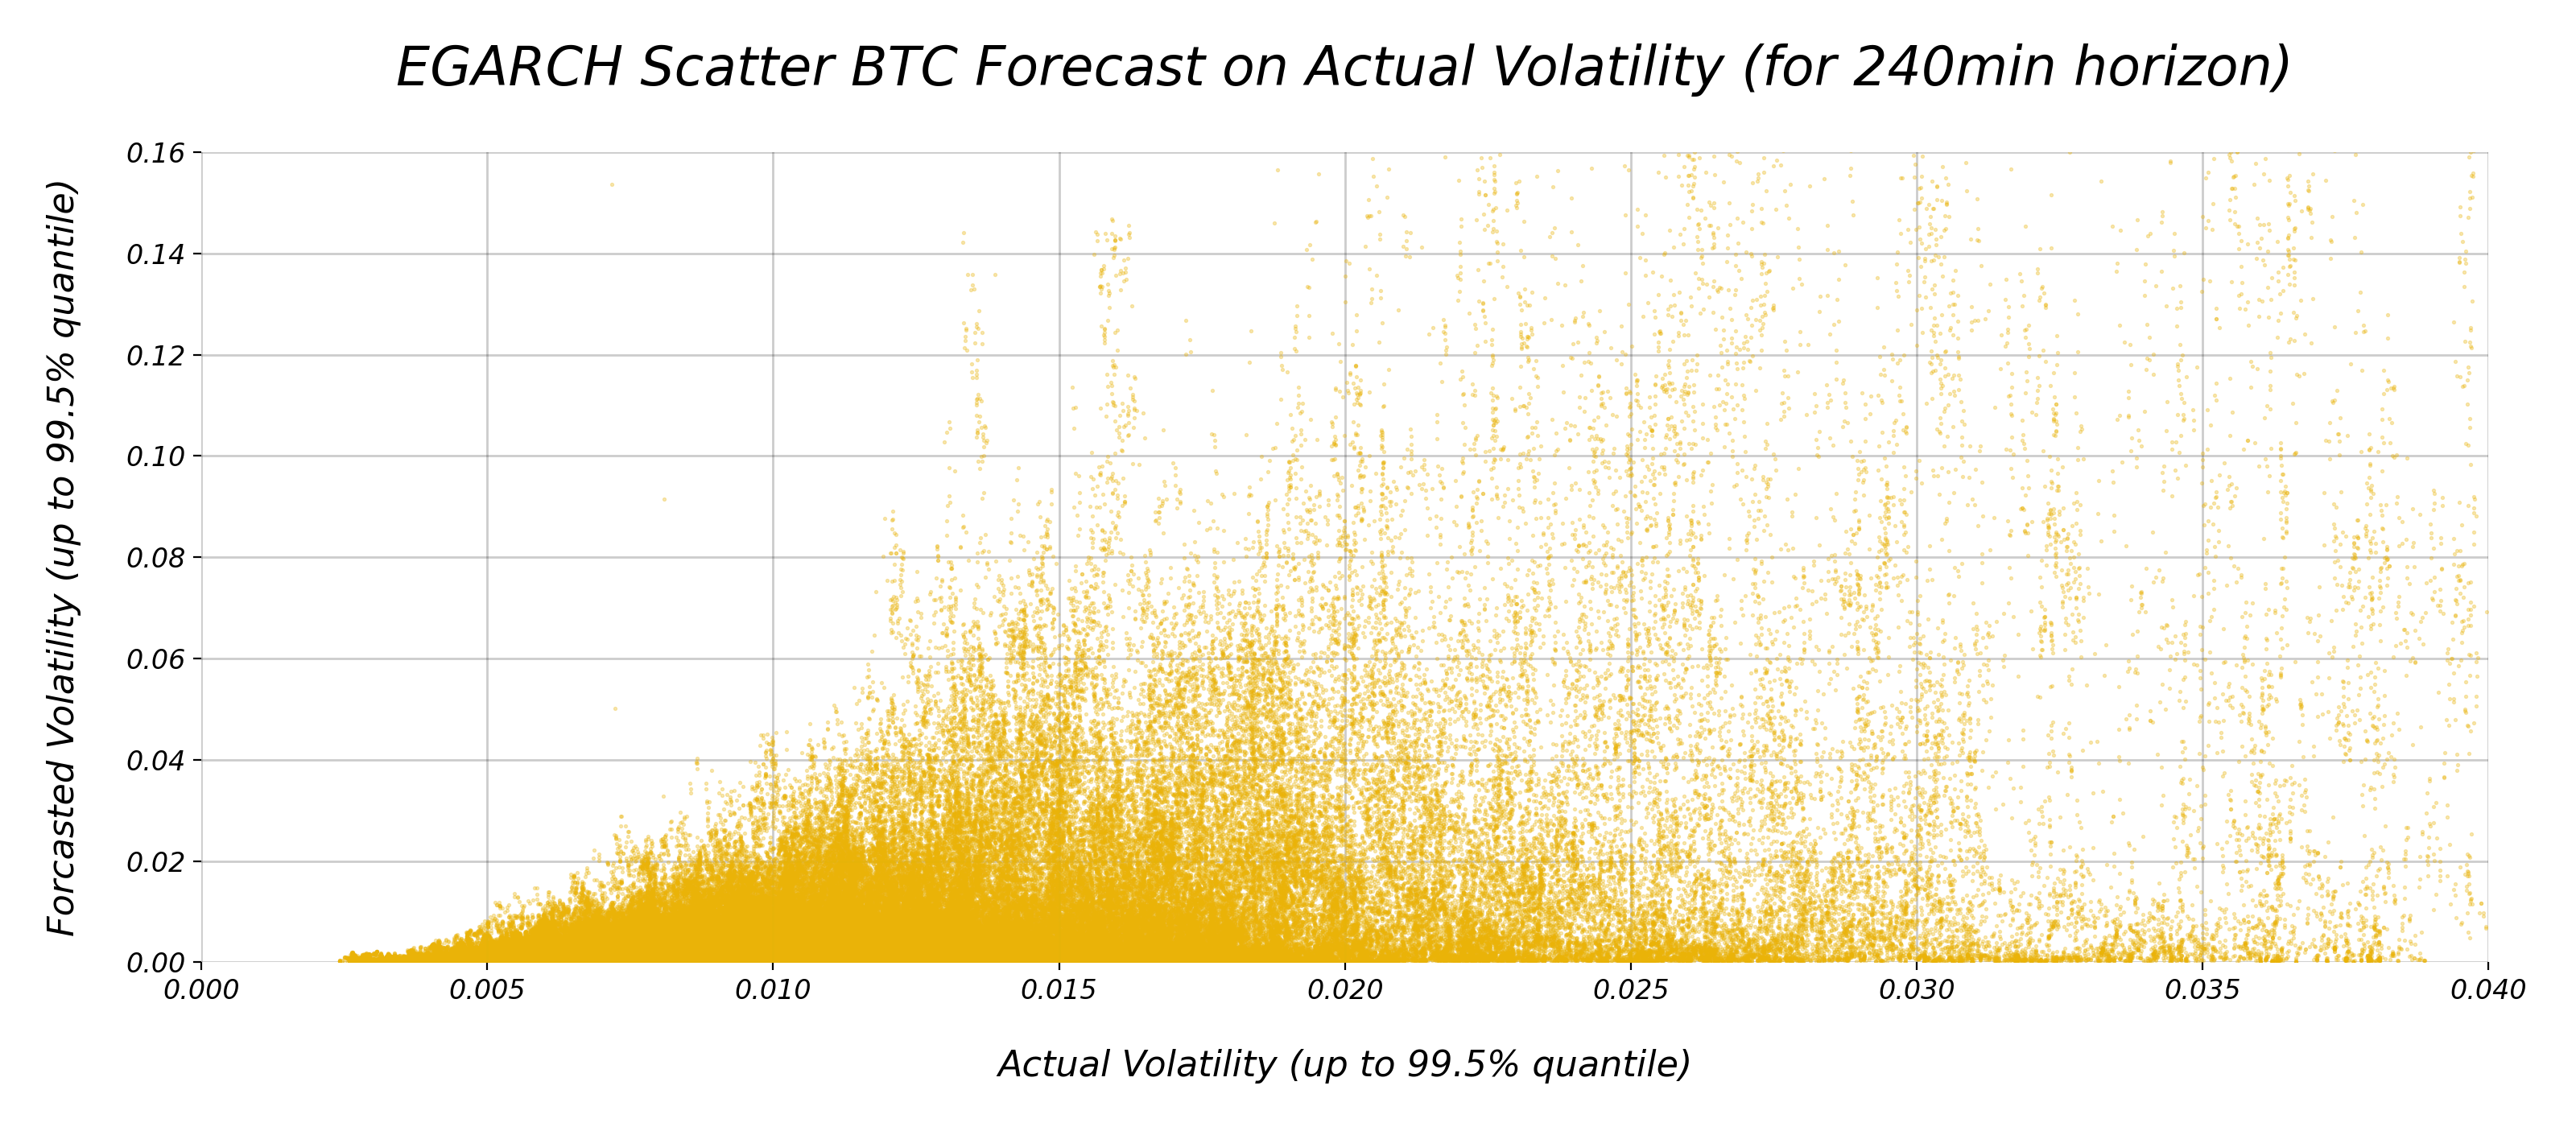 EGARCH Scatter BTC Forecast on Actual Volatility (for 240min horizon)
Forcasted Volatility (up to 99.5% quantile)
0.16
0.14
0.12
0.10
0.08
0.06
0.04
0.02
0.00
0.000 0.005 0.010 0.015 0.020 0.025 0.030 0.035 0.040
Actual Volatility (up to 99.5% quantile)